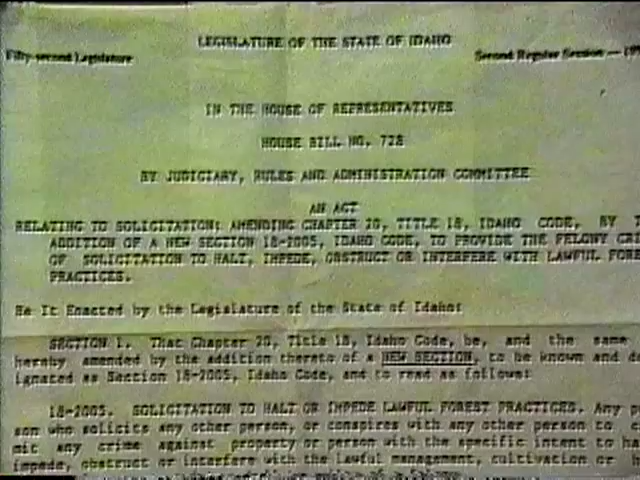 LEGISLATURE OF THE STATE OF IDAHO
Fifty-second Legislature
Second Regular Session — 199
IN THE HOUSE OF REPRESENTATIVES
HOUSE BILL NO. 728
BY JUDICIARY, RULES AND ADMINISTRATION COMMITTEE
AN ACT
RELATING TO SOLICITATION; AMENDING CHAPTER 20, TITLE 18, IDAHO CODE, BY T
ADDITION OF A NEW SECTION 18-2005, IDAHO CODE, TO PROVIDE THE FELONY CRI
OF SOLICITATION TO HALT, IMPEDE, OBSTRUCT OR INTERFERE WITH LAWFUL FORES
PRACTICES.
Be It Enacted by the Legislature of the State of Idaho:
SECTION 1. That Chapter 20, Title 18, Idaho Code, be, and the same
hereby amended by the addition thereto of a NEW SECTION, to be known and de
ignated as Section 18-2005, Idaho Code, and to read as follows:
18-2005. SOLICITATION TO HALT OR IMPEDE LAWFUL FOREST PRACTICES. Any p
son who solicits any other person, or conspires with any other person to c
mit any crime against property or person with the specific intent to ha
impede, obstruct or interfere with the lawful management, cultivation or h